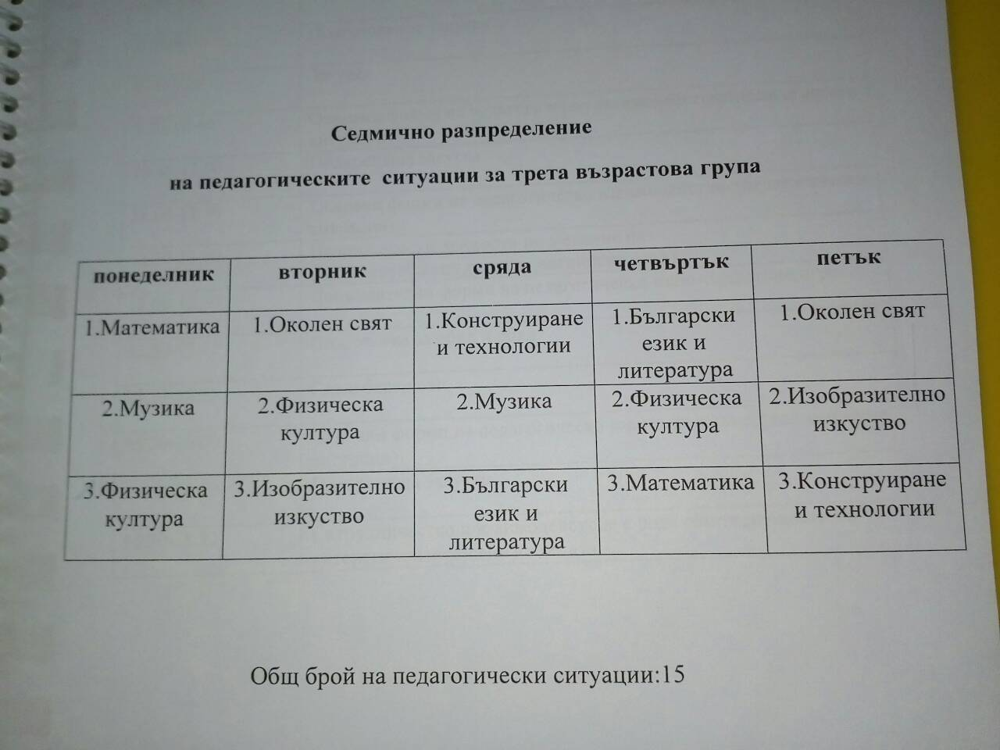 Седмично разпределение
на педагогическите ситуации за трета възрастова група
понеделник вторник сряда четвъртък петък
1.Математика 1.Околен свят 1.Конструиране и технологии 1.Български език и литература 1.Околен свят
2.Музика 2.Физическа култура 2.Музика 2.Физическа култура 2.Изобразително изкуство
3.Физическа култура 3.Изобразително изкуство 3.Български език и литература 3.Математика 3.Конструиране и технологии
Общ брой на педагогически ситуации:15